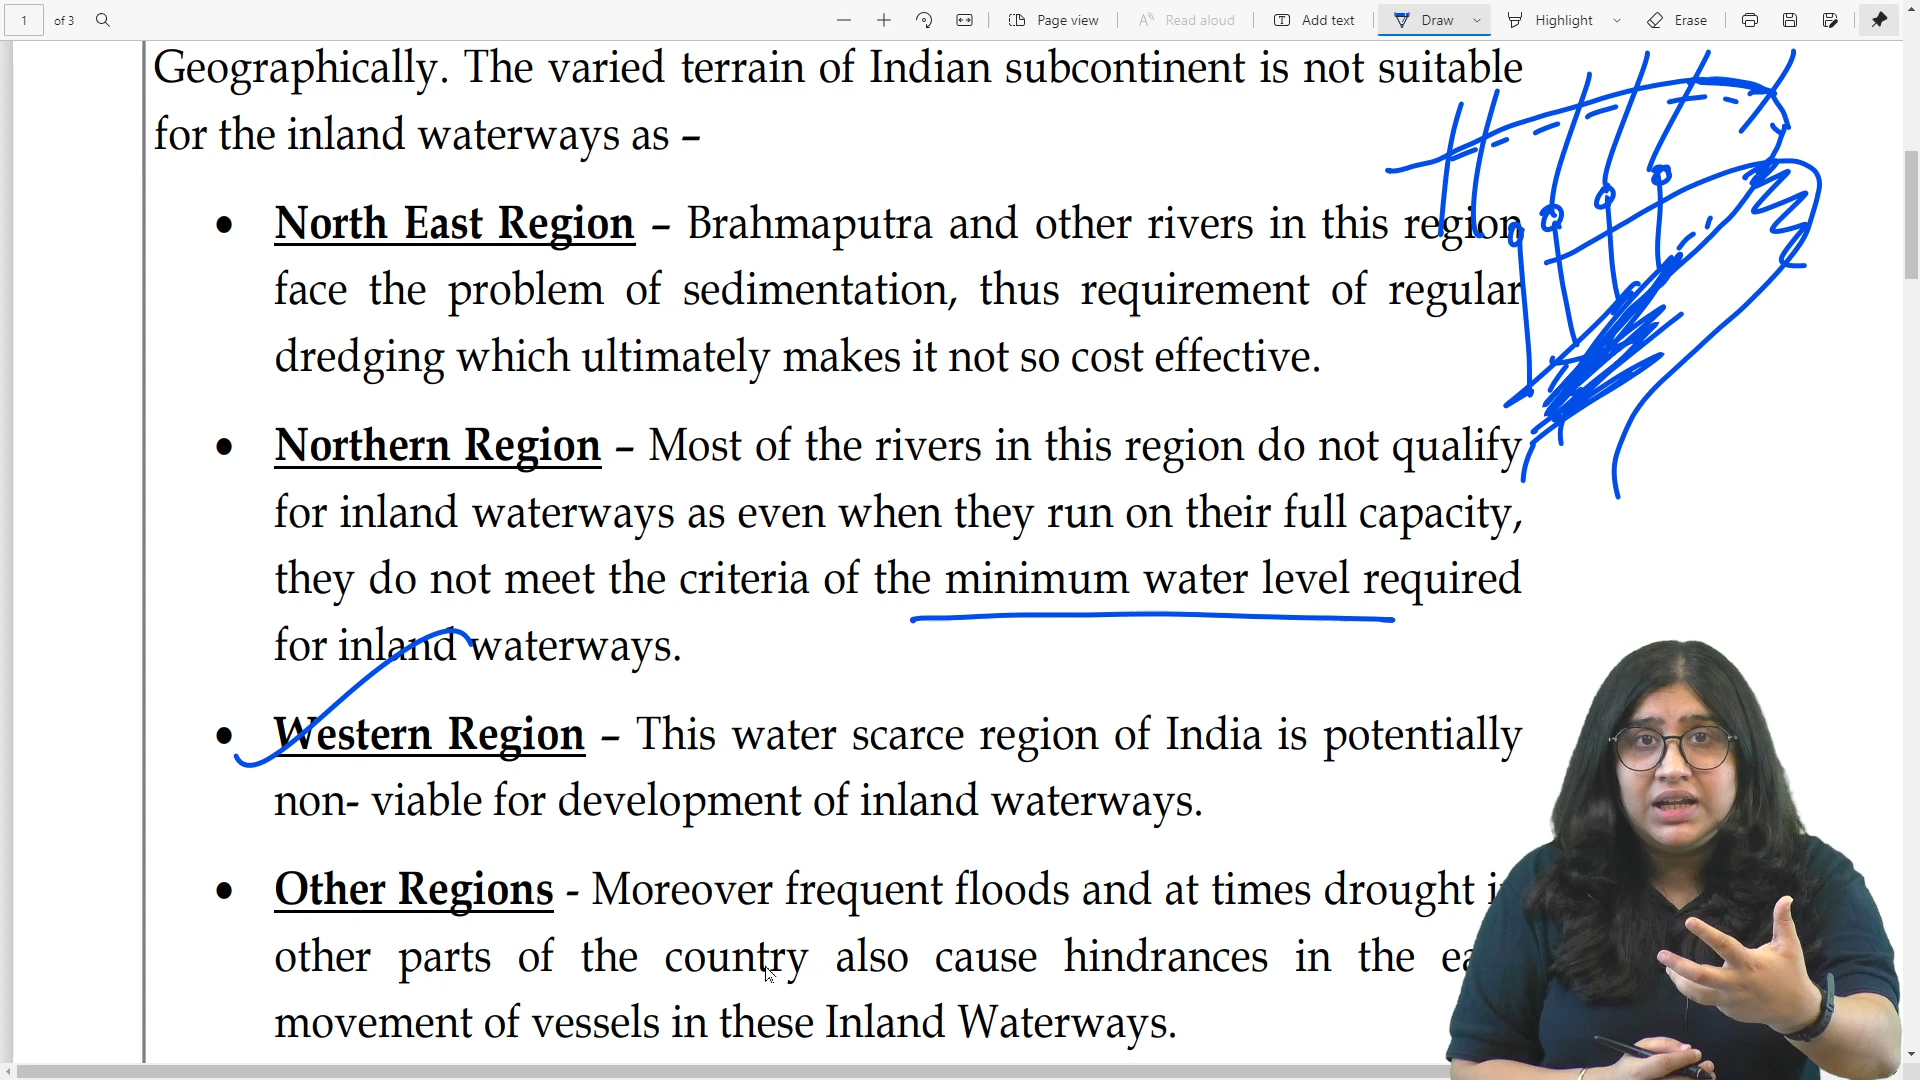 1 of 3 Page view Read aloud Add text Draw Highlight Erase
Geographically. The varied terrain of Indian subcontinent is not suitable
for the inland waterways as –
• North East Region – Brahmaputra and other rivers in this region
face the problem of sedimentation, thus requirement of regular
dredging which ultimately makes it not so cost effective.
• Northern Region – Most of the rivers in this region do not qualify
for inland waterways as even when they run on their full capacity,
they do not meet the criteria of the minimum water level required
for inland waterways.
• Western Region – This water scarce region of India is potentially
non- viable for development of inland waterways.
• Other Regions - Moreover frequent floods and at times drought
other parts of the country also cause hindrances in the
movement of vessels in these Inland Waterways.